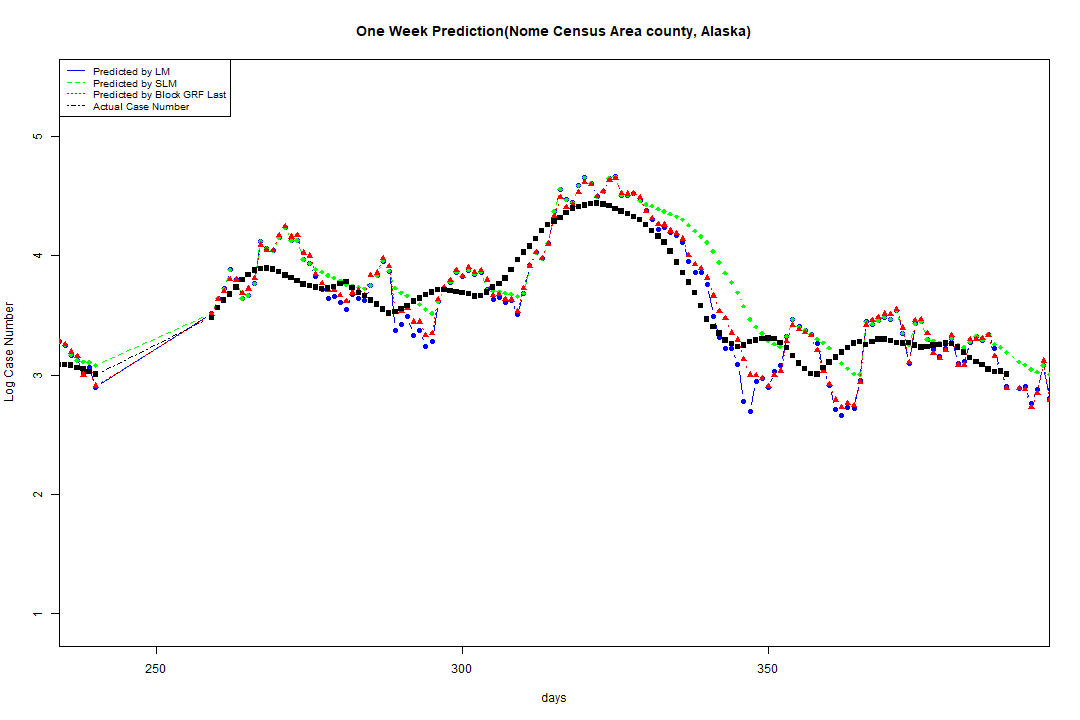 One Week Prediction(Nome Census Area county, Alaska)
Predicted by LM
Predicted by SLM
Predicted by Block GRF Last
Actual Case Number
5
4
3
2
1
Log Case Number
250 300 350
days